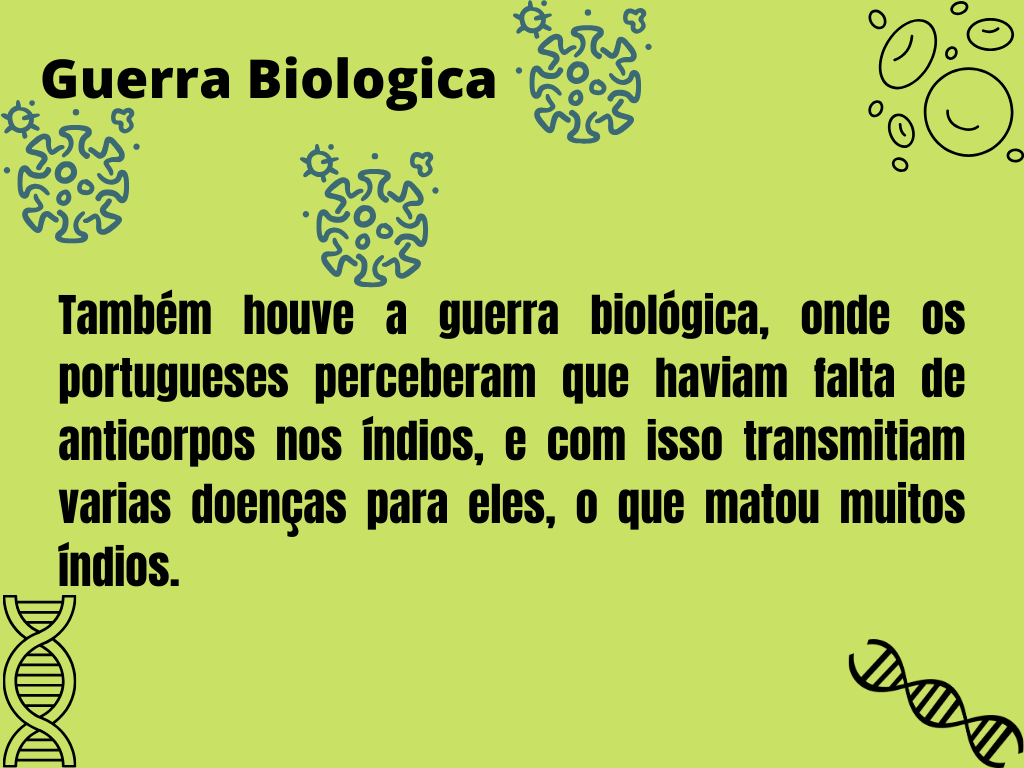 Guerra Biologica
Também houve a guerra biológica, onde os
portugueses perceberam que haviam falta de
anticorpos nos índios, e com isso transmitiam
varias doenças para eles, o que matou muitos
índios.